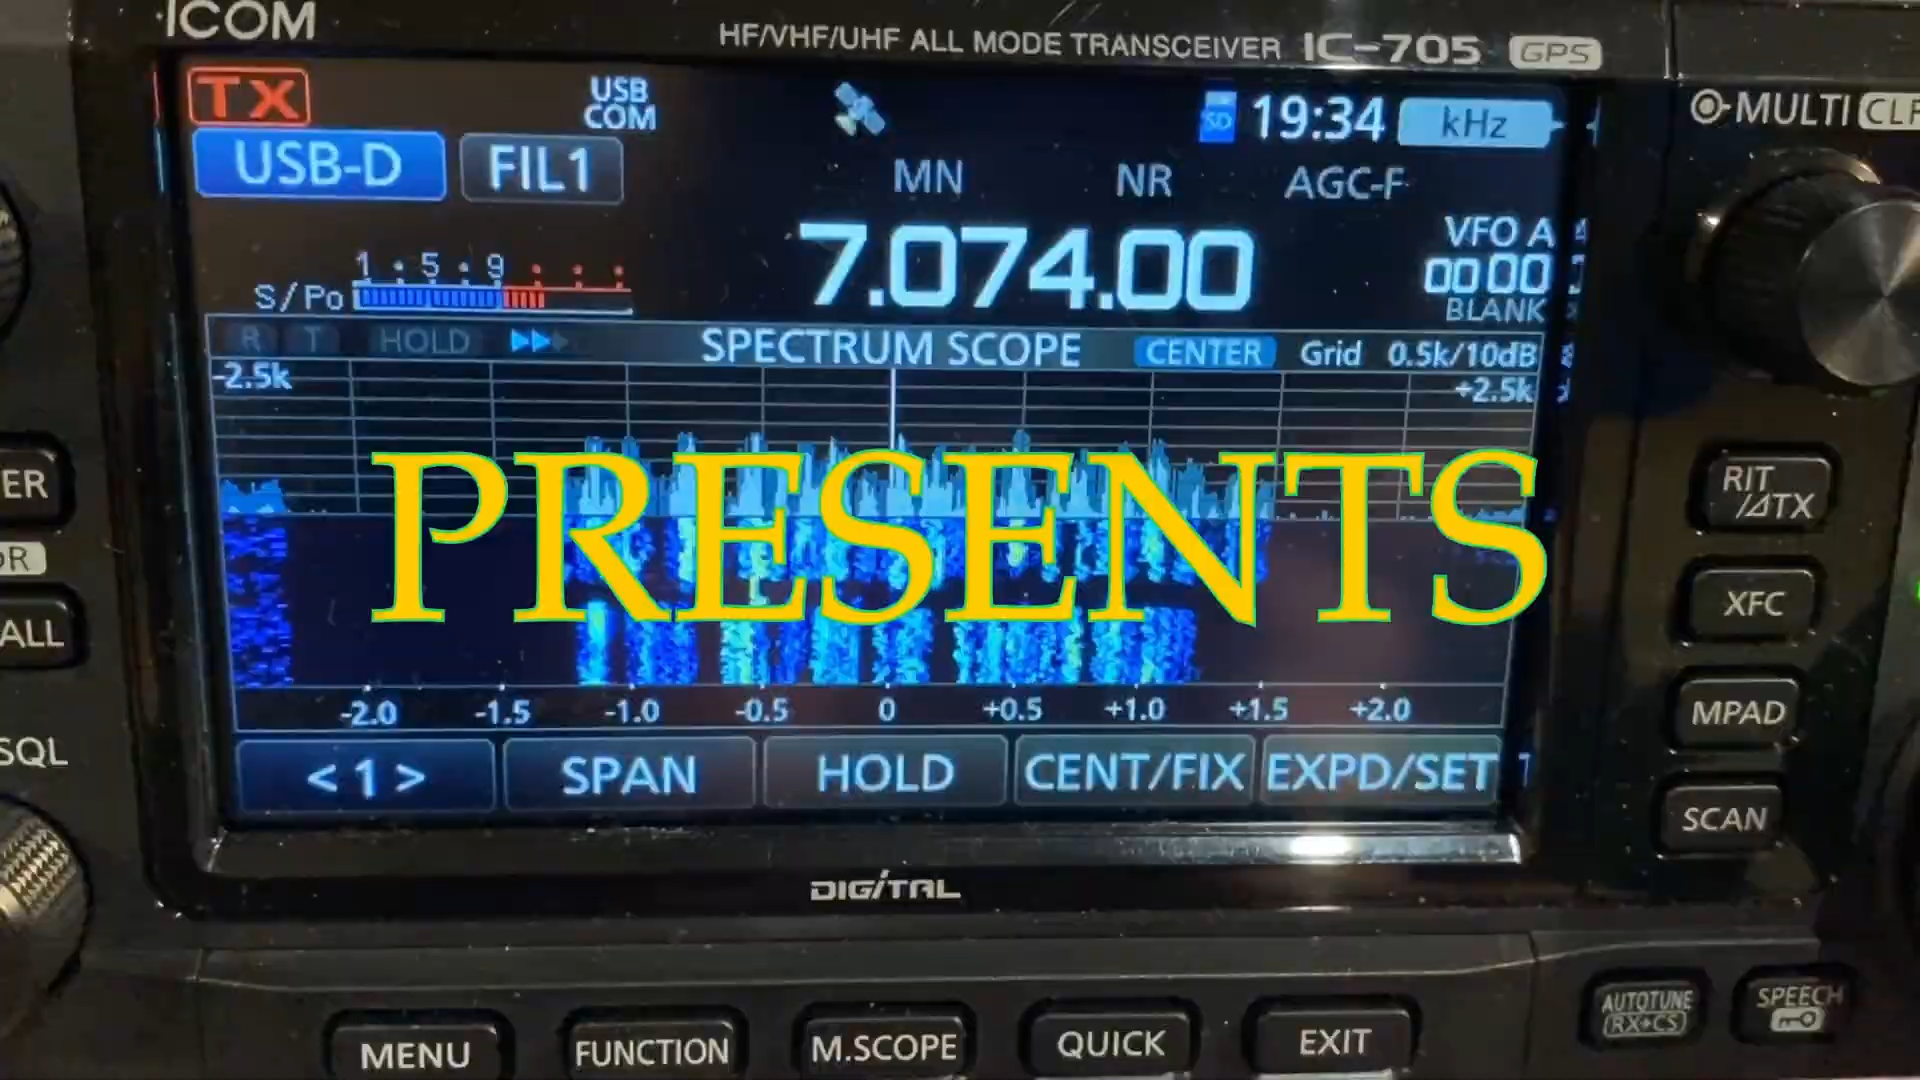 ICOM
HF/VHF/UHF ALL MODE TRANSCEIVER IC-705 GPS
TX
USB
COM
SD 19:34 kHz
MULTI CLR
USB-D FIL1
MN NR AGC-F
7.074.00
VFO A
00 00
BLANK
1 5 9
S/Po
R T HOLD
SPECTRUM SCOPE CENTER Grid 0.5k/10dB
-2.5k +2.5k
PRESENTS
-2.0 -1.5 -1.0 -0.5 0 +0.5 +1.0 +1.5 +2.0
<1> SPAN HOLD CENT/FIX EXPD/SET
RIT
/⊿TX
XFC
MPAD
SCAN
ER
ALL
SQL
DIGITAL
MENU FUNCTION M.SCOPE QUICK EXIT
AUTOTUNE
RX+CS
SPEECH